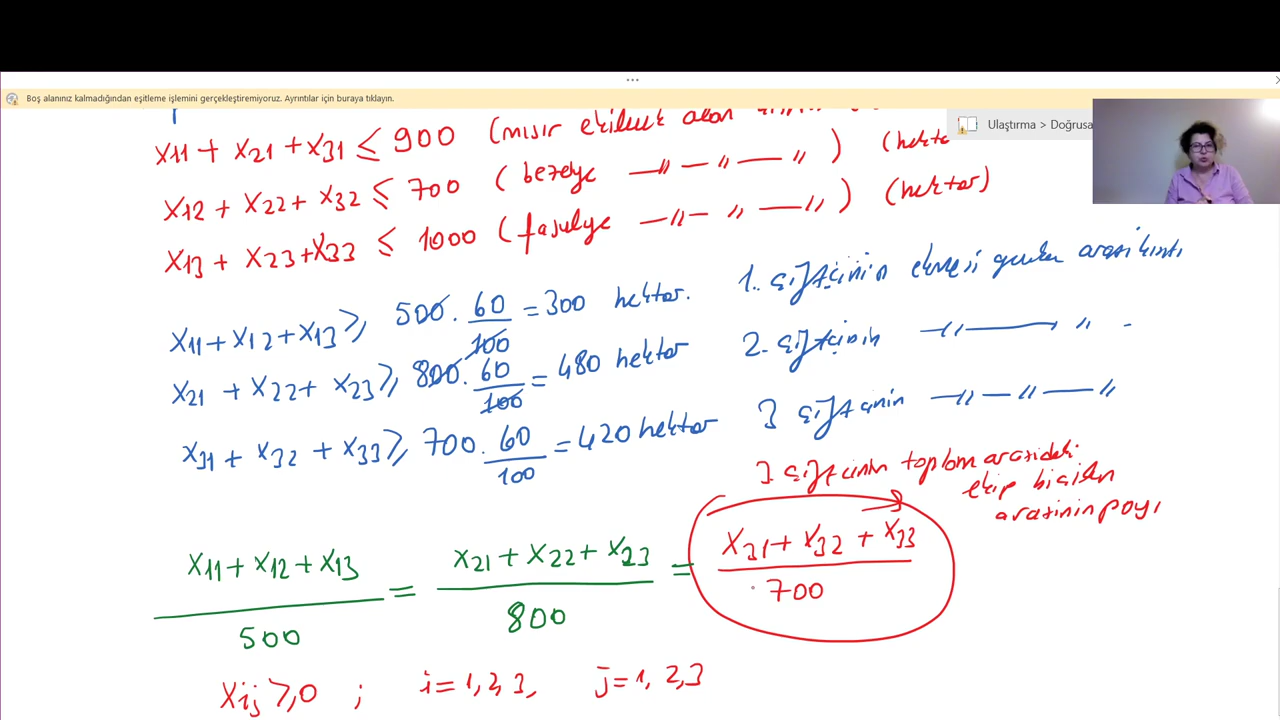 Boş alanınız kalmadığından eşitleme işlemini gerçekleştiremiyoruz. Ayrıntılar için buraya tıklayın.
Ulaştırma > Doğrusa
x11 + x21 + x31 ≤ 900 (mısır ekilecek alan
x12 + x22 + x32 ≤ 700 (bezelye —〃— 〃 —〃 ) (hekta
x13 + x23 + x33 ≤ 1000 (fasulye —〃— 〃 —〃 ) (hektar)
x11 + x12 + x13 ≥ 500 . 60/100 = 300 hektar. 1. çiftçinin ekmesi gereken arazi
x21 + x22 + x23 ≥ 800 . 60/100 = 480 hektar 2. çiftçinin —〃— 〃 -
x31 + x32 + x33 ≥ 700 . 60/100 = 420 hektar 3 çiftçinin —〃— 〃 —〃
3 çiftçinin toplam arazideki
ekip biçilen
arazinin payı
(x11 + x12 + x13)/500 = (x21 + x22 + x23)/800 = (x31 + x32 + x33)/700
xij ≥ 0 ; i = 1, 2, 3, j = 1, 2, 3